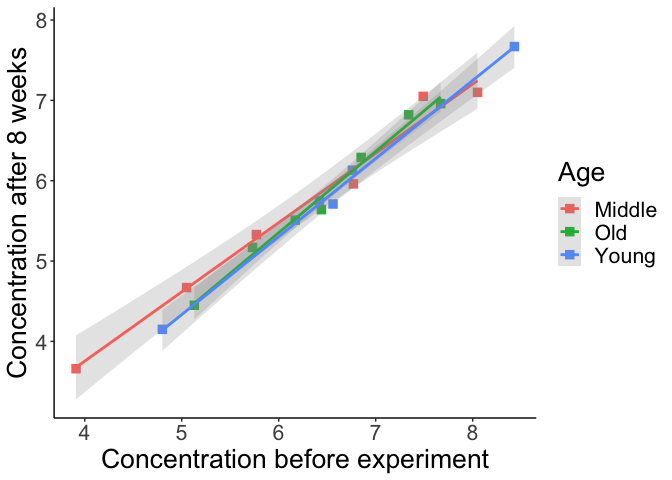 8
7
6
5
4
Concentration after 8 weeks
4 5 6 7 8
Concentration before experiment
Age
Middle
Old
Young